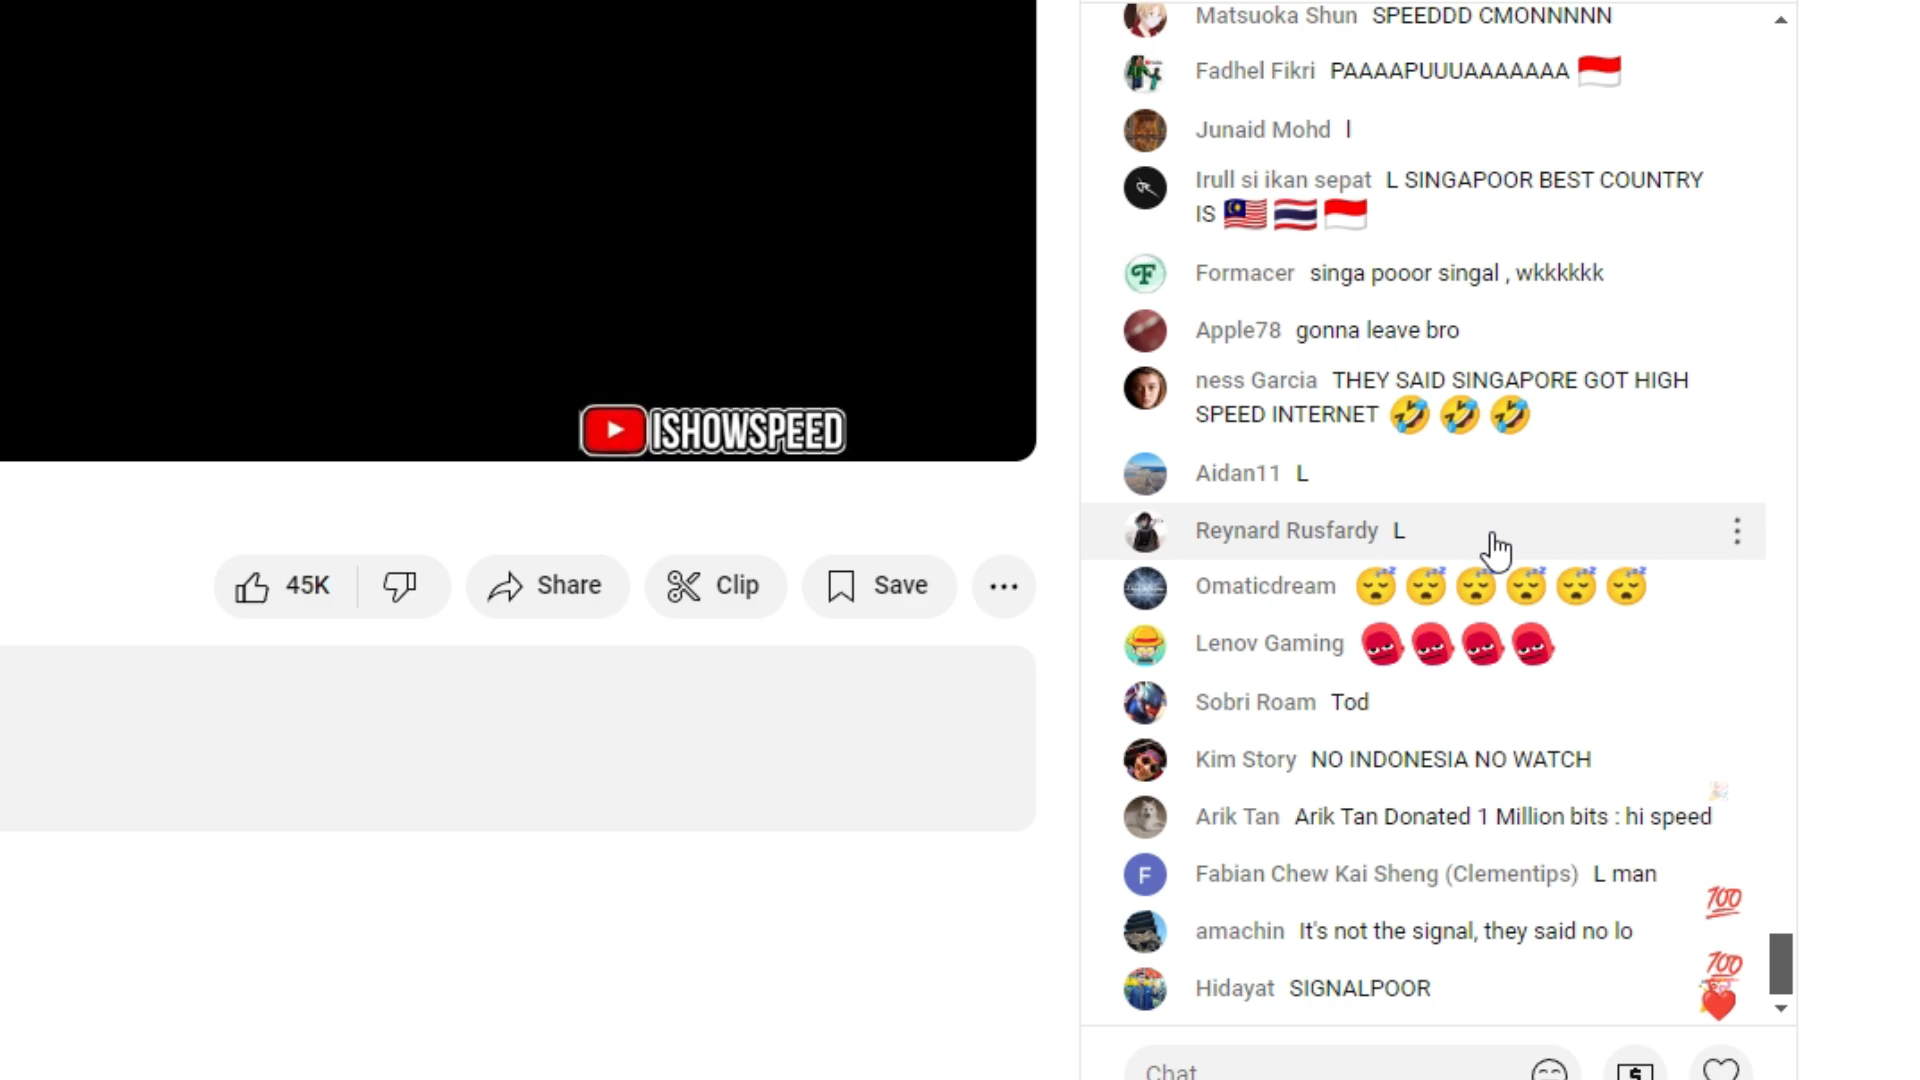 Matsuoka Shun SPEEDDD CMONNNNN
Fadhel Fikri PAAAAPUUUAAAAAAA
Junaid Mohd l
Irull si ikan sepat L SINGAPOOR BEST COUNTRY
IS
Formacer singa pooor singal , wkkkkkk
Apple78 gonna leave bro
ness Garcia THEY SAID SINGAPORE GOT HIGH
SPEED INTERNET
ISHOWSPEED
Aidan11 L
Reynard Rusfardy L
45K Share Clip Save
Omaticdream
Lenov Gaming
Sobri Roam Tod
Kim Story NO INDONESIA NO WATCH
Arik Tan Arik Tan Donated 1 Million bits : hi speed
F Fabian Chew Kai Sheng (Clementips) L man
amachin It's not the signal, they said no lo
Hidayat SIGNALPOOR
Chat